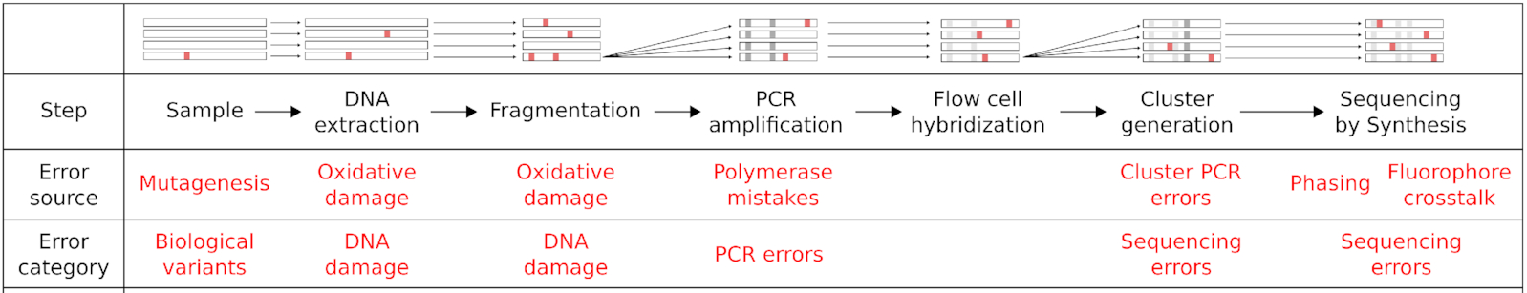 Step
Sample
DNA
extraction
Fragmentation
PCR
amplification
Flow cell
hybridization
Cluster
generation
Sequencing
by Synthesis
Error
source
Mutagenesis
Oxidative
damage
Oxidative
damage
Polymerase
mistakes
Cluster PCR
errors
Phasing
Fluorophore
crosstalk
Error
category
Biological
variants
DNA
damage
DNA
damage
PCR errors
Sequencing
errors
Sequencing
errors